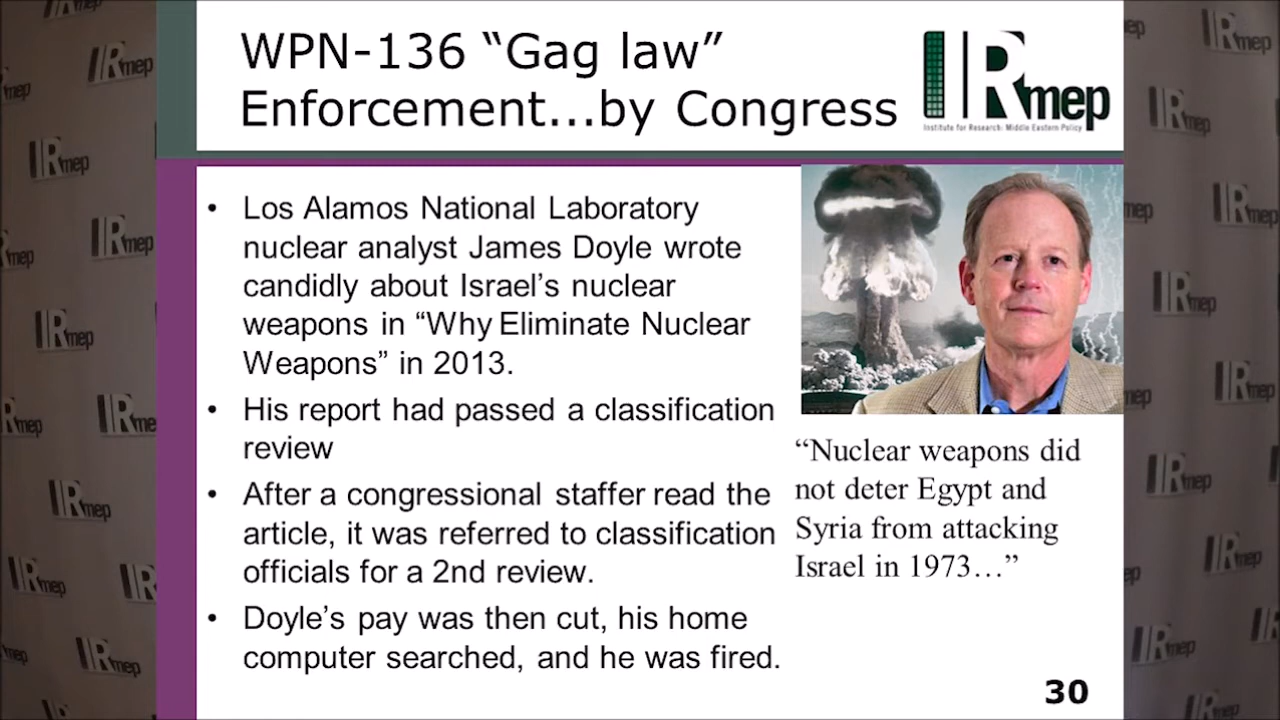 WPN-136 “Gag law”
Enforcement...by Congress
IRmep
Institute for Research: Middle Eastern Policy
• Los Alamos National Laboratory
nuclear analyst James Doyle wrote
candidly about Israel’s nuclear
weapons in “Why Eliminate Nuclear
Weapons” in 2013.
• His report had passed a classification
review
• After a congressional staffer read the
article, it was referred to classification
officials for a 2nd review.
• Doyle’s pay was then cut, his home
computer searched, and he was fired.
“Nuclear weapons did
not deter Egypt and
Syria from attacking
Israel in 1973…”
30